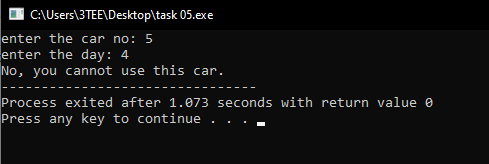 C:\Users\3TEE\Desktop\task 05.exe
enter the car no: 5
enter the day: 4
No, you cannot use this car.
--------------------------------
Process exited after 1.073 seconds with return value 0
Press any key to continue . . .